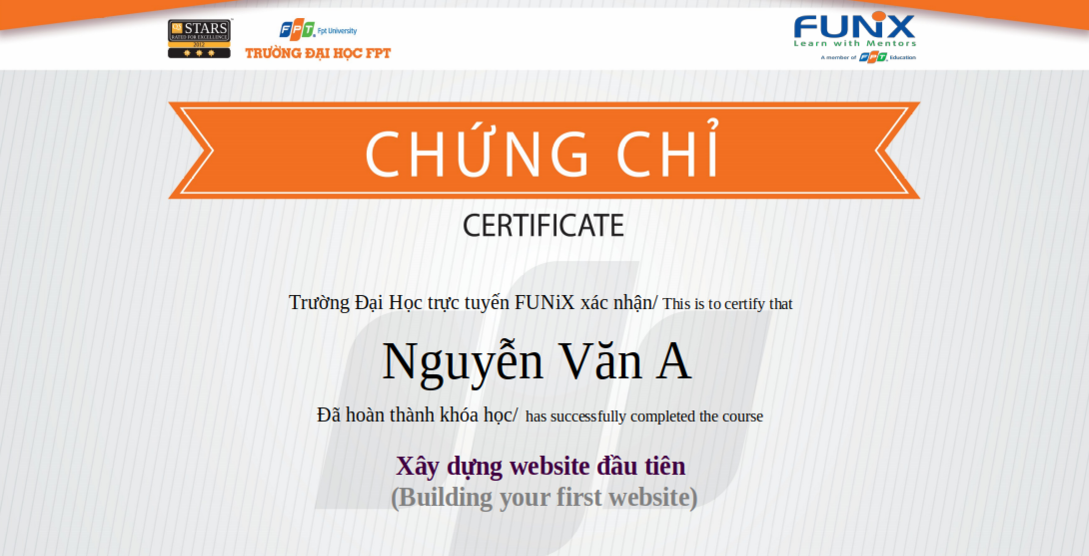 QS STARS
RATED FOR EXCELLENCE
2012
FPT. Fpt University
TRƯỜNG ĐẠI HỌC FPT
FUNiX
Learn with Mentors
A member of FPT. Education
CHỨNG CHỈ
CERTIFICATE
Trường Đại Học trực tuyến FUNiX xác nhận/ This is to certify that
Nguyễn Văn A
Đã hoàn thành khóa học/ has successfully completed the course
Xây dựng website đầu tiên
(Building your first website)